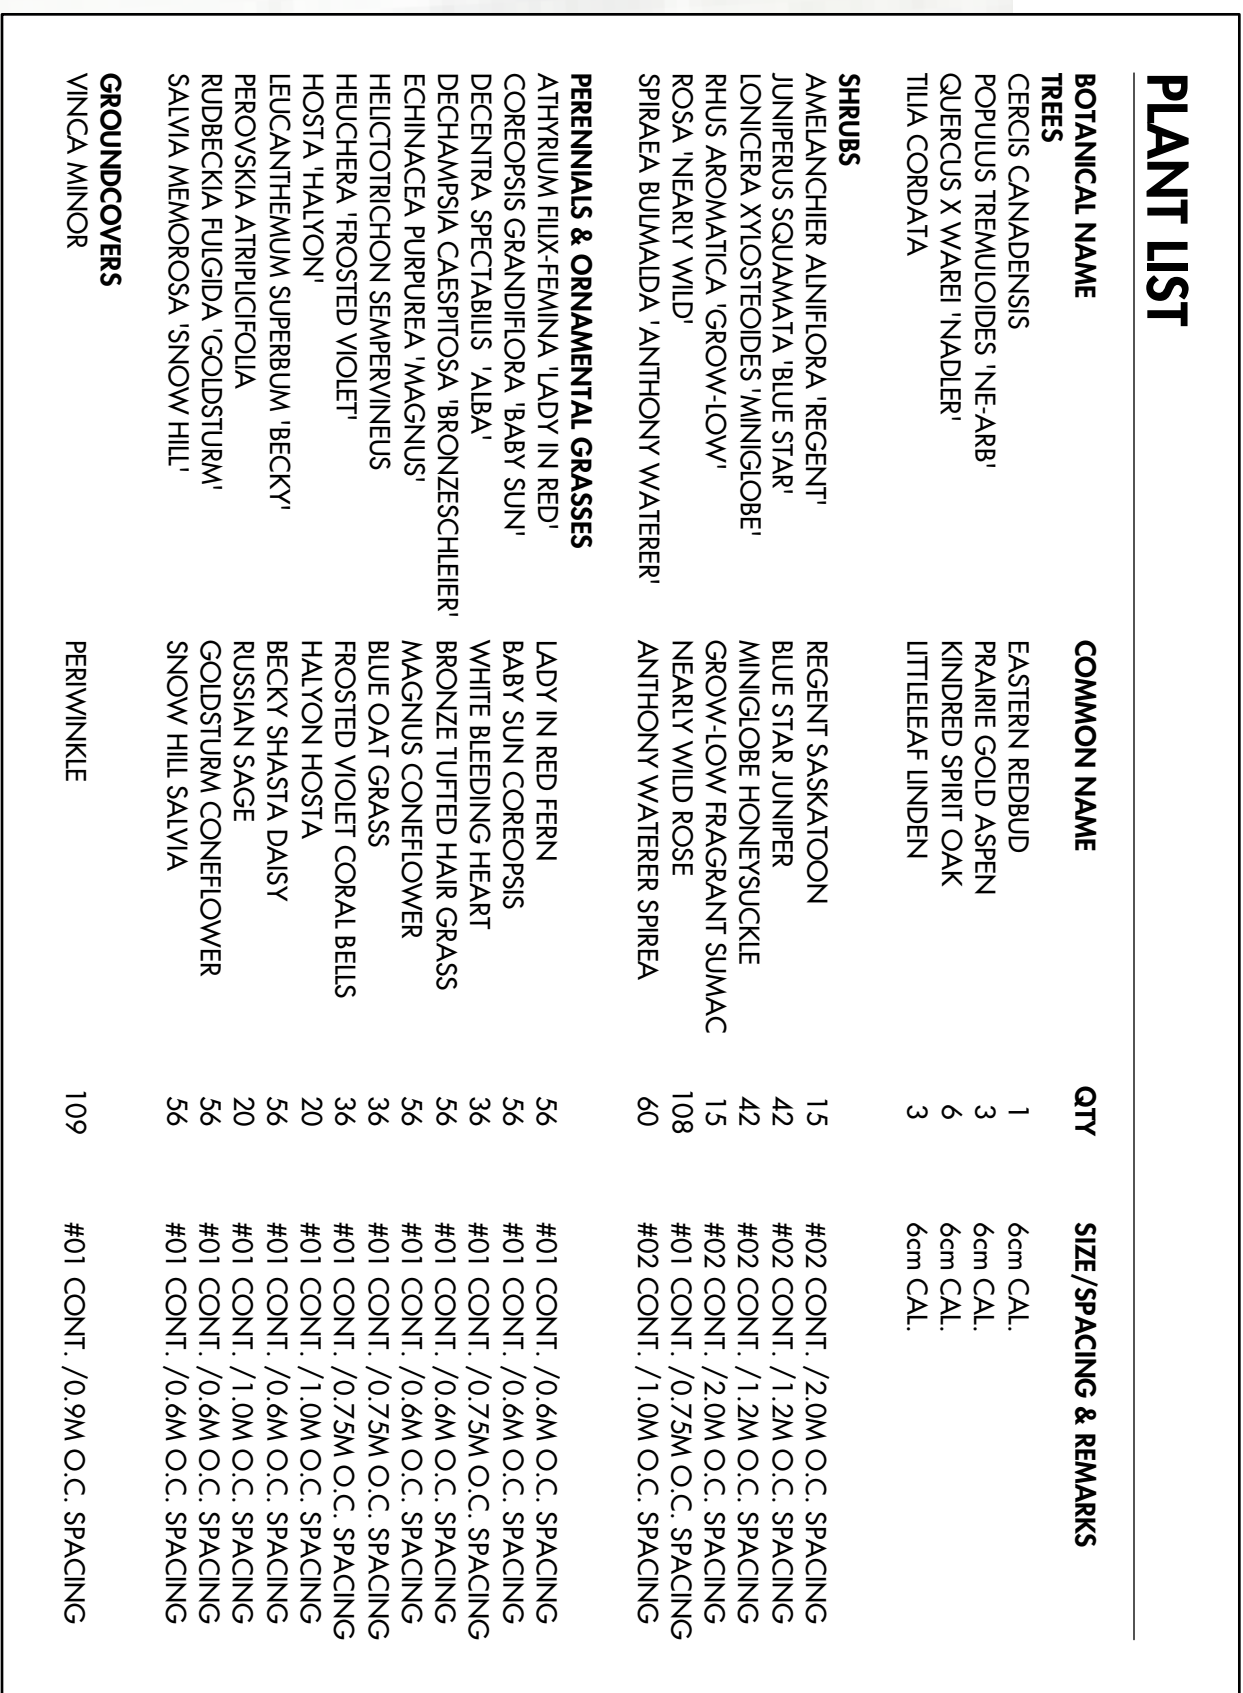 PLANT LIST
BOTANICAL NAME COMMON NAME QTY SIZE/SPACING & REMARKS
TREES
CERCIS CANADENSIS EASTERN REDBUD 1 6cm CAL.
POPULUS TREMULOIDES 'NE-ARB' PRAIRIE GOLD ASPEN 3 6cm CAL.
QUERCUS X WAREI 'NADLER' KINDRED SPIRIT OAK 6 6cm CAL.
TILIA CORDATA LITTLELEAF LINDEN 3 6cm CAL.
SHRUBS
AMELANCHIER ALNIFLORA 'REGENT' REGENT SASKATOON 15 #02 CONT. /2.0M O.C. SPACING
JUNIPERUS SQUAMATA 'BLUE STAR' BLUE STAR JUNIPER 42 #02 CONT. /1.2M O.C. SPACING
LONICERA XYLOSTEOIDES 'MINIGLOBE' MINIGLOBE HONEYSUCKLE 42 #02 CONT. /1.2M O.C. SPACING
RHUS AROMATICA 'GROW-LOW' GROW-LOW FRAGRANT SUMAC 15 #02 CONT. /2.0M O.C. SPACING
ROSA 'NEARLY WILD' NEARLY WILD ROSE 108 #01 CONT. /0.75M O.C. SPACING
SPIRAEA BULMALDA 'ANTHONY WATERER' ANTHONY WATERER SPIREA 60 #02 CONT. /1.0M O.C. SPACING
PERENNIALS & ORNAMENTAL GRASSES
ATHYRIUM FILIX-FEMINA 'LADY IN RED' LADY IN RED FERN 56 #01 CONT. /0.6M O.C. SPACING
COREOPSIS GRANDIFLORA 'BABY SUN' BABY SUN COREOPSIS 56 #01 CONT. /0.6M O.C. SPACING
DECENTRA SPECTABILIS 'ALBA' WHITE BLEEDING HEART 36 #01 CONT. /0.75M O.C. SPACING
DECHAMPSIA CAESPITOSA 'BRONZESCHLEIER' BRONZE TUFTED HAIR GRASS 56 #01 CONT. /0.6M O.C. SPACING
ECHINACEA PURPUREA 'MAGNUS' MAGNUS CONEFLOWER 56 #01 CONT. /0.6M O.C. SPACING
HELICTOTRICHON SEMPERVINEUS BLUE OAT GRASS 36 #01 CONT. /0.75M O.C. SPACING
HEUCHERA 'FROSTED VIOLET' FROSTED VIOLET CORAL BELLS 36 #01 CONT. /0.75M O.C. SPACING
HOSTA 'HALYON' HALYON HOSTA 20 #01 CONT. /1.0M O.C. SPACING
LEUCANTHEMUM SUPERBUM 'BECKY' BECKY SHASTA DAISY 56 #01 CONT. /0.6M O.C. SPACING
PEROVSKIA ATRIPLICIFOLIA RUSSIAN SAGE 20 #01 CONT. /1.0M O.C. SPACING
RUDBECKIA FULGIDA 'GOLDSTURM' GOLDSTURM CONEFLOWER 56 #01 CONT. /0.6M O.C. SPACING
SALVIA MEMOROSA 'SNOW HILL' SNOW HILL SALVIA 56 #01 CONT. /0.6M O.C. SPACING
GROUNDCOVERS
VINCA MINOR PERIWINKLE 109 #01 CONT. /0.9M O.C. SPACING